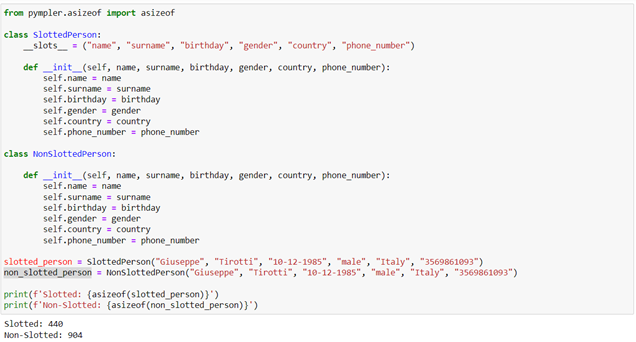 from pympler.asizeof import asizeof

class SlottedPerson:
    __slots__ = ("name", "surname", "birthday", "gender", "country", "phone_number")

    def __init__(self, name, surname, birthday, gender, country, phone_number):
        self.name = name
        self.surname = surname
        self.birthday = birthday
        self.gender = gender
        self.country = country
        self.phone_number = phone_number

class NonSlottedPerson:

    def __init__(self, name, surname, birthday, gender, country, phone_number):
        self.name = name
        self.surname = surname
        self.birthday = birthday
        self.gender = gender
        self.country = country
        self.phone_number = phone_number

slotted_person = SlottedPerson("Giuseppe", "Tirotti", "10-12-1985", "male", "Italy", "3569861093")
non_slotted_person = NonSlottedPerson("Giuseppe", "Tirotti", "10-12-1985", "male", "Italy", "3569861093")

print(f'Slotted: {asizeof(slotted_person)}')
print(f'Non-Slotted: {asizeof(non_slotted_person)}')

Slotted: 440
Non-Slotted: 904